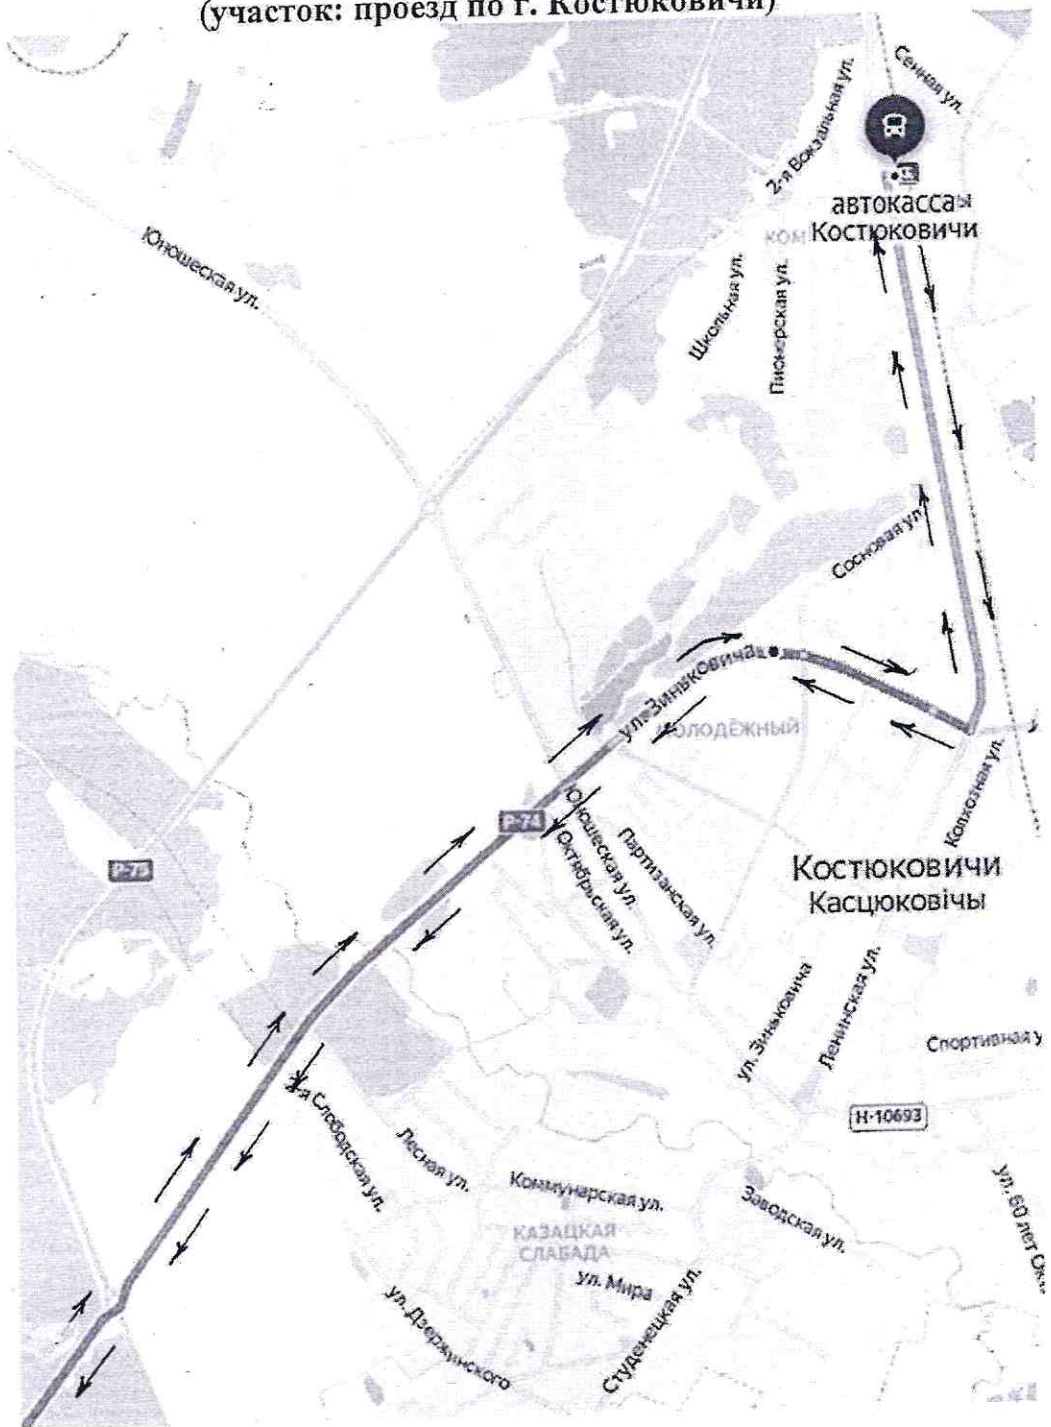 (участок: проезд по г. Костюковичи)
Сенная ул.
2-я Вокзальная ул.
автокассы
Костюковичи
КОМ
Юношеская ул.
Школьная ул.
Пионерская ул.
Сосновая ул.
ул. Зиньковича
МОЛОДЁЖНЫЙ
Колхозная ул.
Р-74
Юношеская ул.
Октябрьская ул.
Партизанская ул.
Р-75
Костюковичи
Касцюковічы
ул. Зиньковича
Ленинская ул.
Спортивная у
Н-10693
2-я Слободская ул.
Лесная ул.
Коммунарская ул.
Заводская ул.
КАЗАЦКАЯ
СЛАБАДА
ул. Мира
ул. 60 лет Окт
ул. Дзержинского
Студенецкая ул.